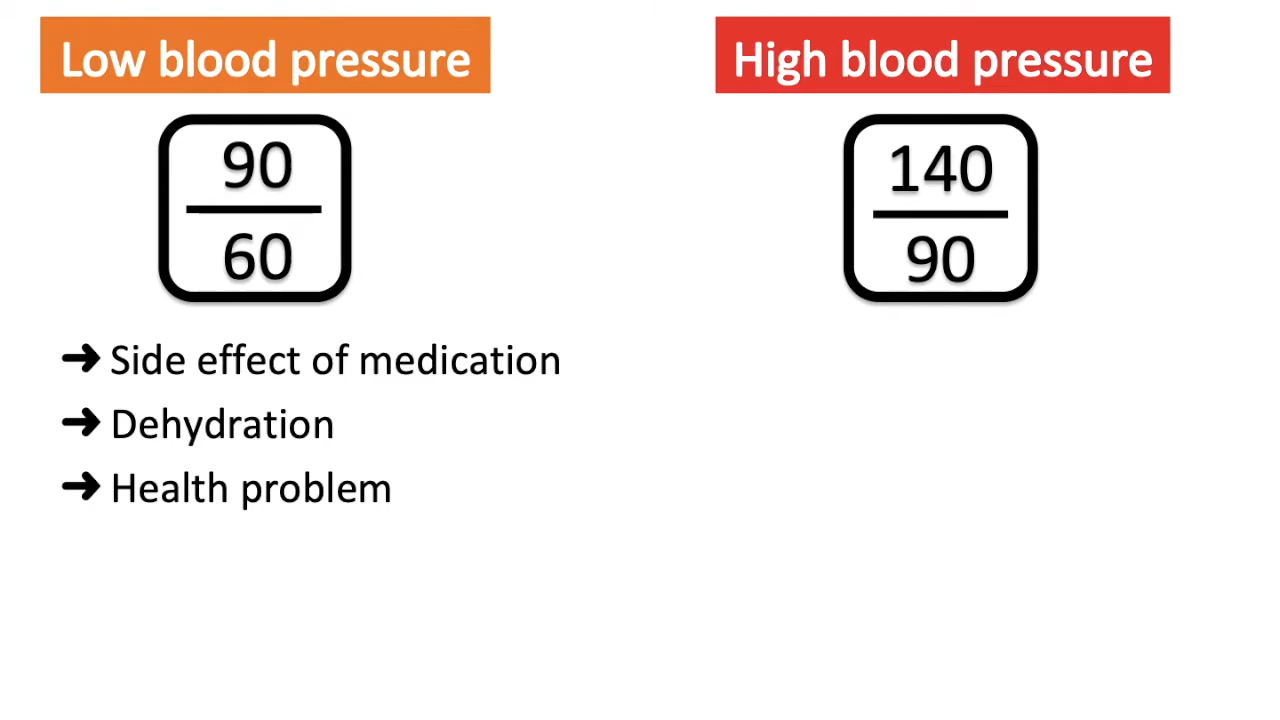 Low blood pressure
90
60
➜ Side effect of medication
➜ Dehydration
➜ Health problem
High blood pressure
140
90